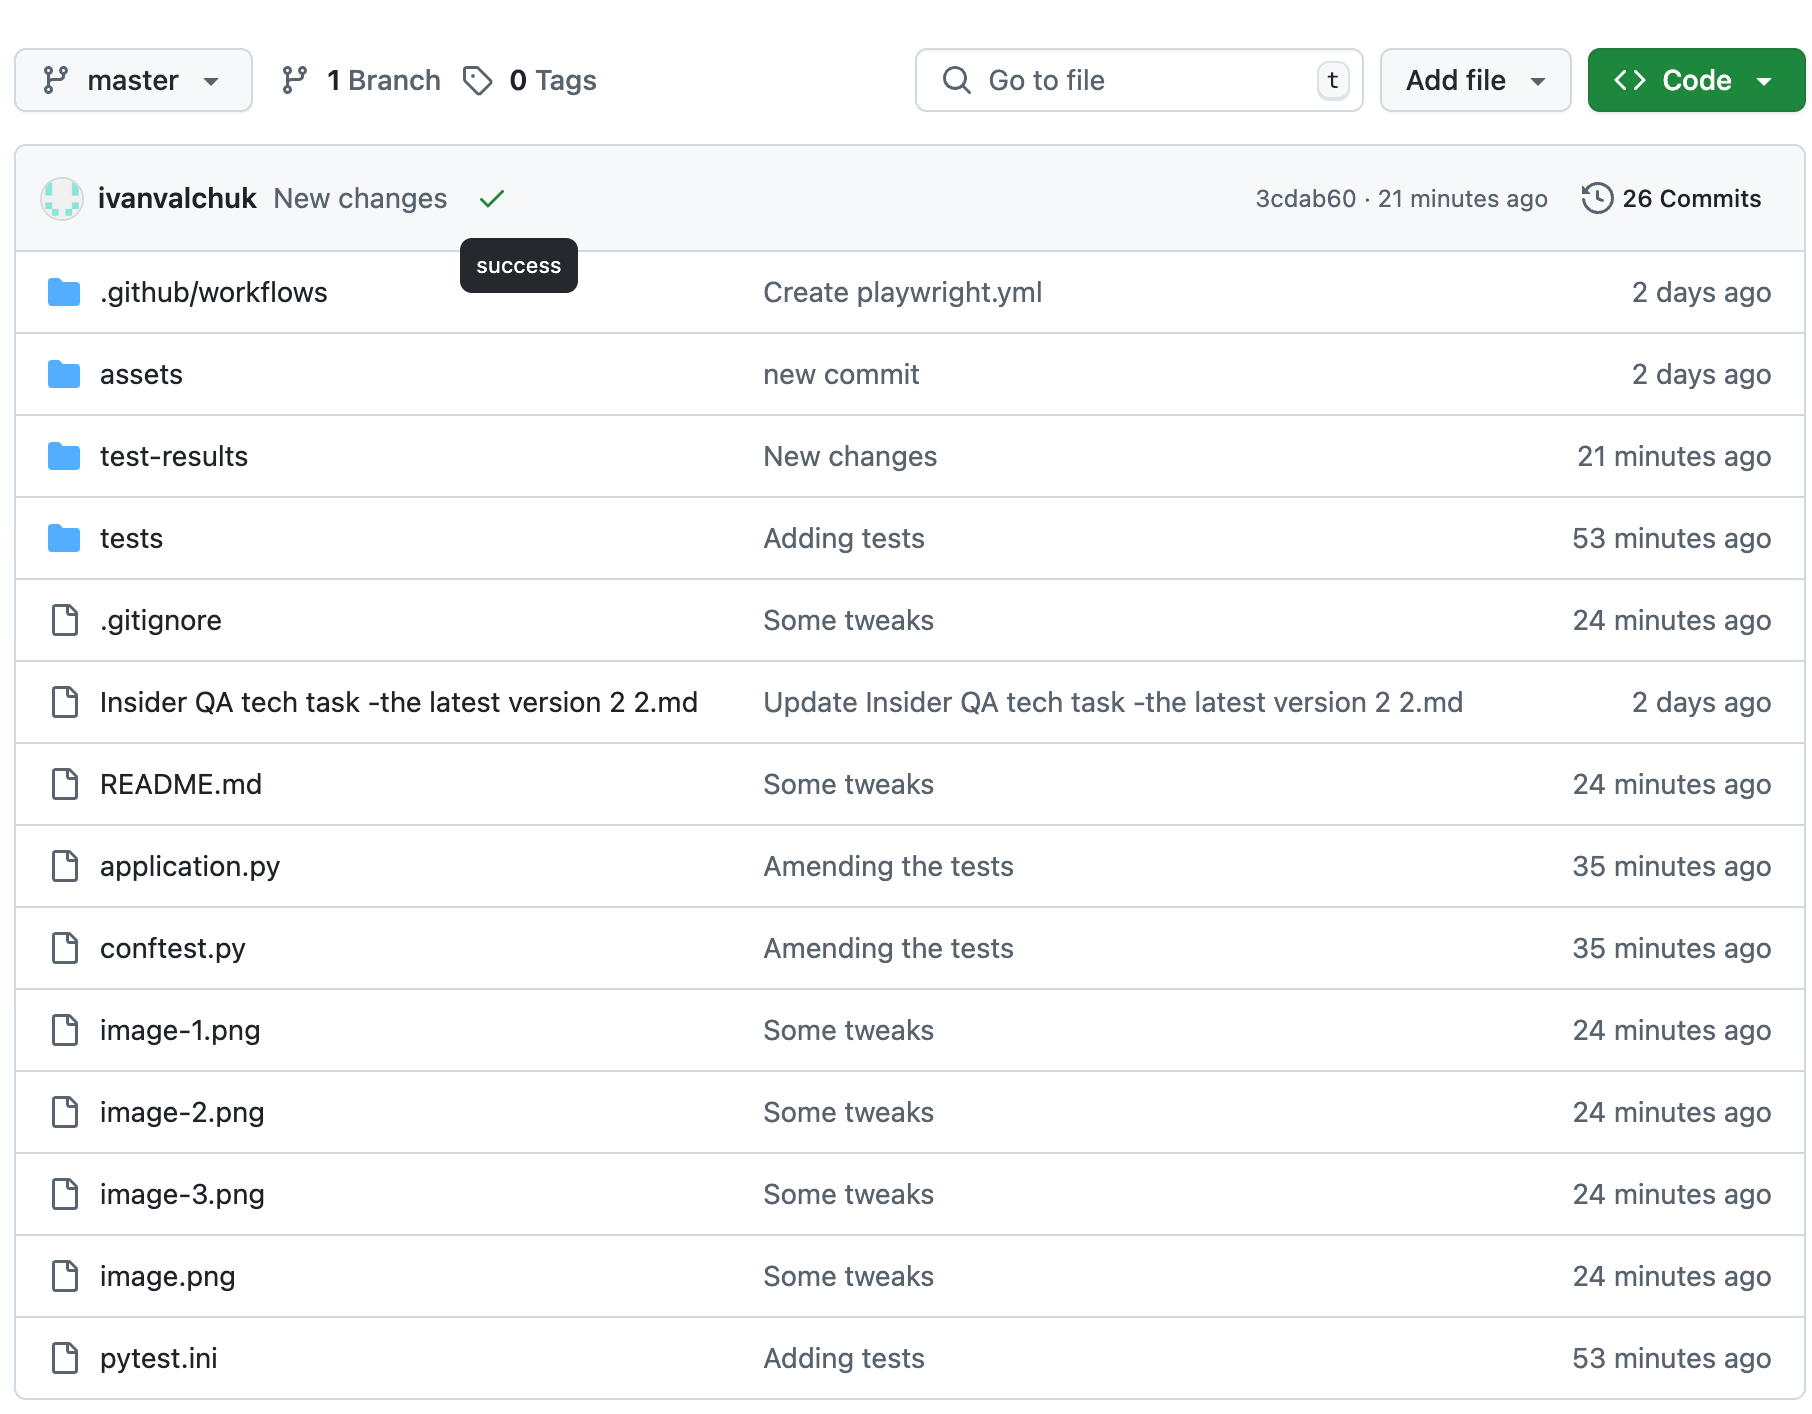 master 1 Branch 0 Tags Go to file t Add file Code
ivanvalchuk New changes 3cdab60 · 21 minutes ago 26 Commits
success
.github/workflows Create playwright.yml 2 days ago
assets new commit 2 days ago
test-results New changes 21 minutes ago
tests Adding tests 53 minutes ago
.gitignore Some tweaks 24 minutes ago
Insider QA tech task -the latest version 2 2.md Update Insider QA tech task -the latest version 2 2.md 2 days ago
README.md Some tweaks 24 minutes ago
application.py Amending the tests 35 minutes ago
conftest.py Amending the tests 35 minutes ago
image-1.png Some tweaks 24 minutes ago
image-2.png Some tweaks 24 minutes ago
image-3.png Some tweaks 24 minutes ago
image.png Some tweaks 24 minutes ago
pytest.ini Adding tests 53 minutes ago